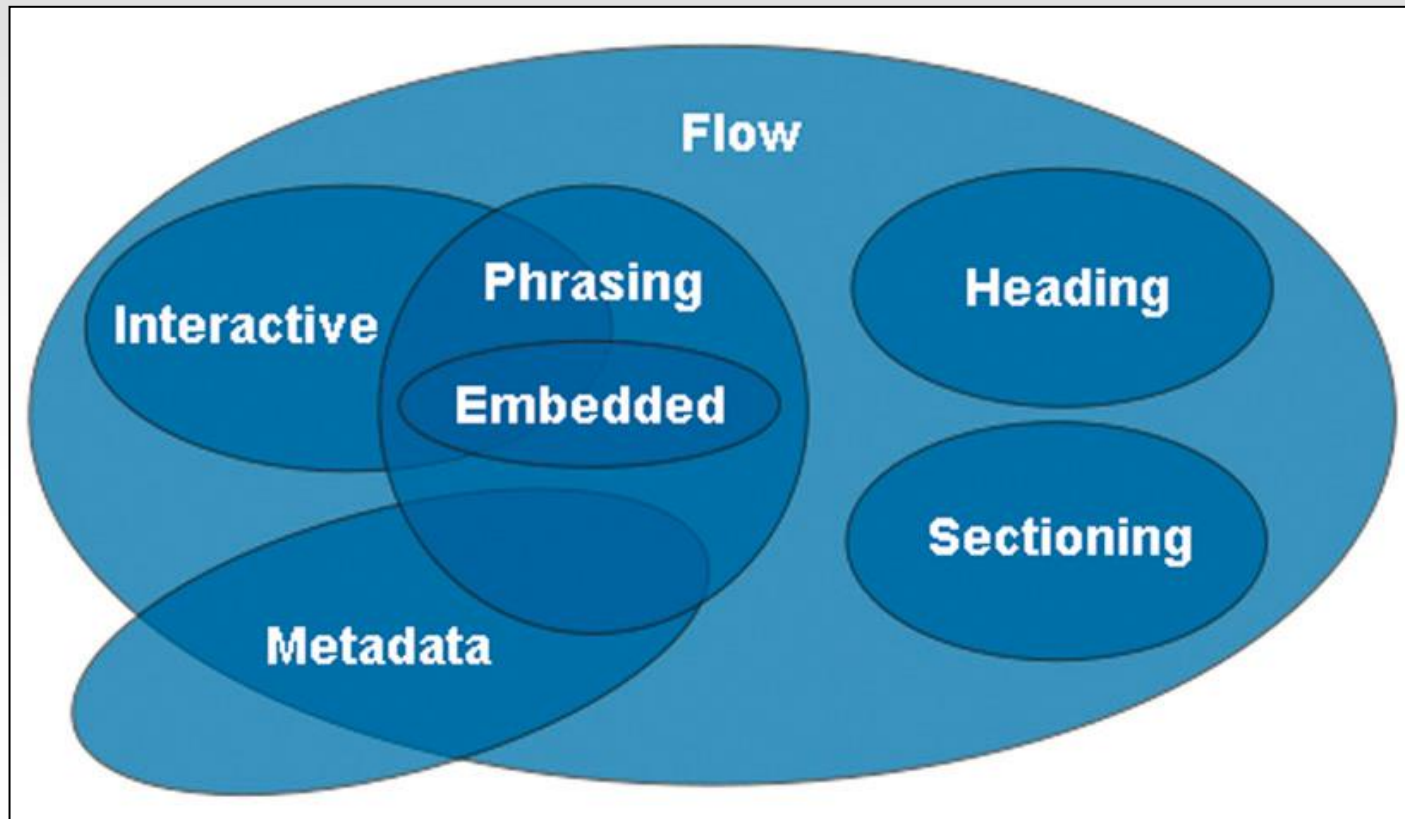 Flow
Phrasing
Heading
Interactive
Embedded
Sectioning
Metadata